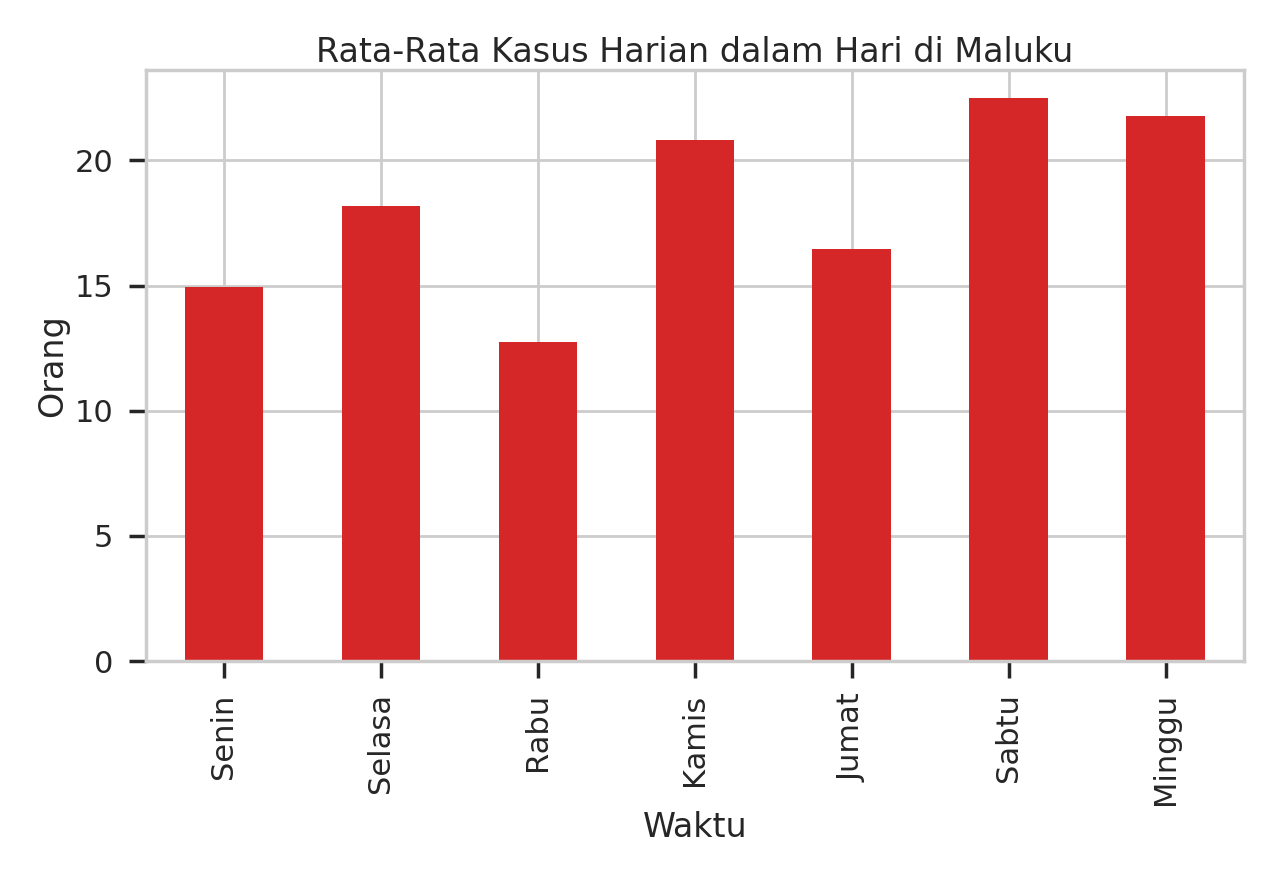 Rata-Rata Kasus Harian dalam Hari di Maluku
Orang
20
15
10
5
0
Senin
Selasa
Rabu
Kamis
Jumat
Sabtu
Minggu
Waktu